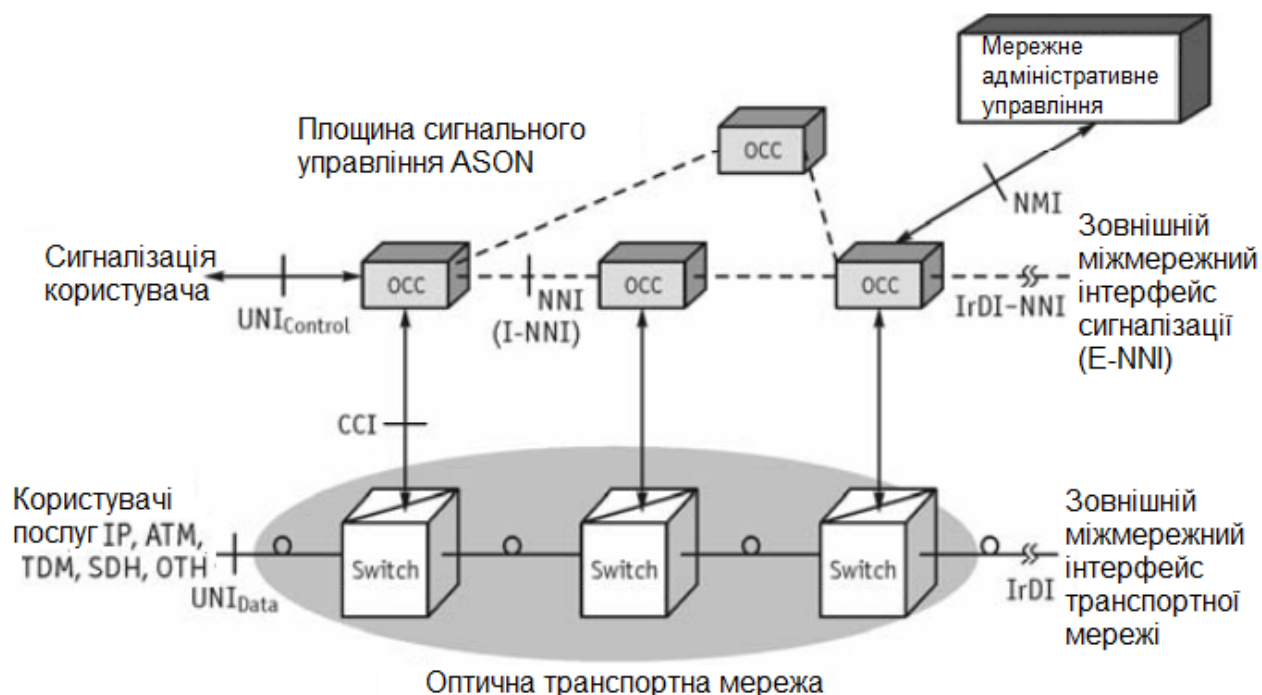 Мережне
адміністративне
управління
Площина сигнального
управління ASON
OCC
NMI
Сигналізація
користувача
UNIControl
OCC
NNI
(I-NNI)
OCC
OCC
IrDI-NNI
Зовнішній
міжмережний
інтерфейс
сигналізації
(E-NNI)
CCI
Користувачі
послуг IP, ATM,
TDM, SDH, OTH
UNIData
Switch
Switch
Switch
IrDI
Зовнішній
міжмережний
інтерфейс
транспортної
мережі
Оптична транспортна мережа